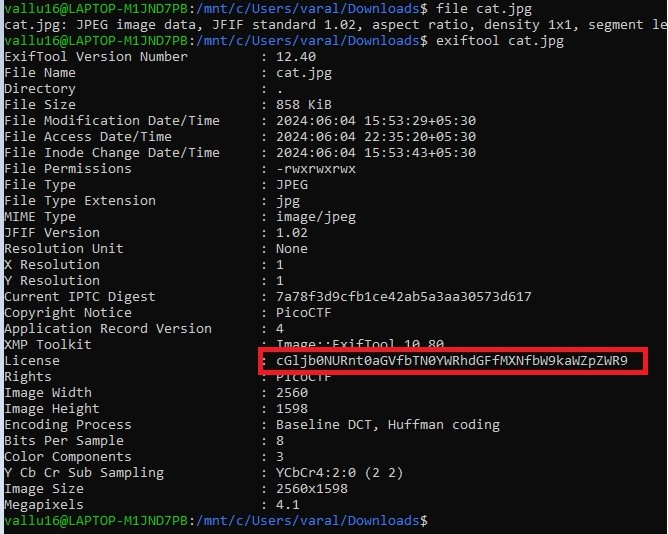 vallu16@LAPTOP-M1JND7PB:/mnt/c/Users/varal/Downloads$ file cat.jpg
cat.jpg: JPEG image data, JFIF standard 1.02, aspect ratio, density 1x1, segment le
vallu16@LAPTOP-M1JND7PB:/mnt/c/Users/varal/Downloads$ exiftool cat.jpg
ExifTool Version Number : 12.40
File Name : cat.jpg
Directory : .
File Size : 858 KiB
File Modification Date/Time : 2024:06:04 15:53:29+05:30
File Access Date/Time : 2024:06:04 22:35:20+05:30
File Inode Change Date/Time : 2024:06:04 15:53:43+05:30
File Permissions : -rwxrwxrwx
File Type : JPEG
File Type Extension : jpg
MIME Type : image/jpeg
JFIF Version : 1.02
Resolution Unit : None
X Resolution : 1
Y Resolution : 1
Current IPTC Digest : 7a78f3d9cfb1ce42ab5a3aa30573d617
Copyright Notice : PicoCTF
Application Record Version : 4
XMP Toolkit : Image::ExifTool 10.80
License : cGljb0NURnt0aGVfbTN0YWRhdGFfMXNfbW9kaWZpZWR9
Rights : PicoCTF
Image Width : 2560
Image Height : 1598
Encoding Process : Baseline DCT, Huffman coding
Bits Per Sample : 8
Color Components : 3
Y Cb Cr Sub Sampling : YCbCr4:2:0 (2 2)
Image Size : 2560x1598
Megapixels : 4.1
vallu16@LAPTOP-M1JND7PB:/mnt/c/Users/varal/Downloads$